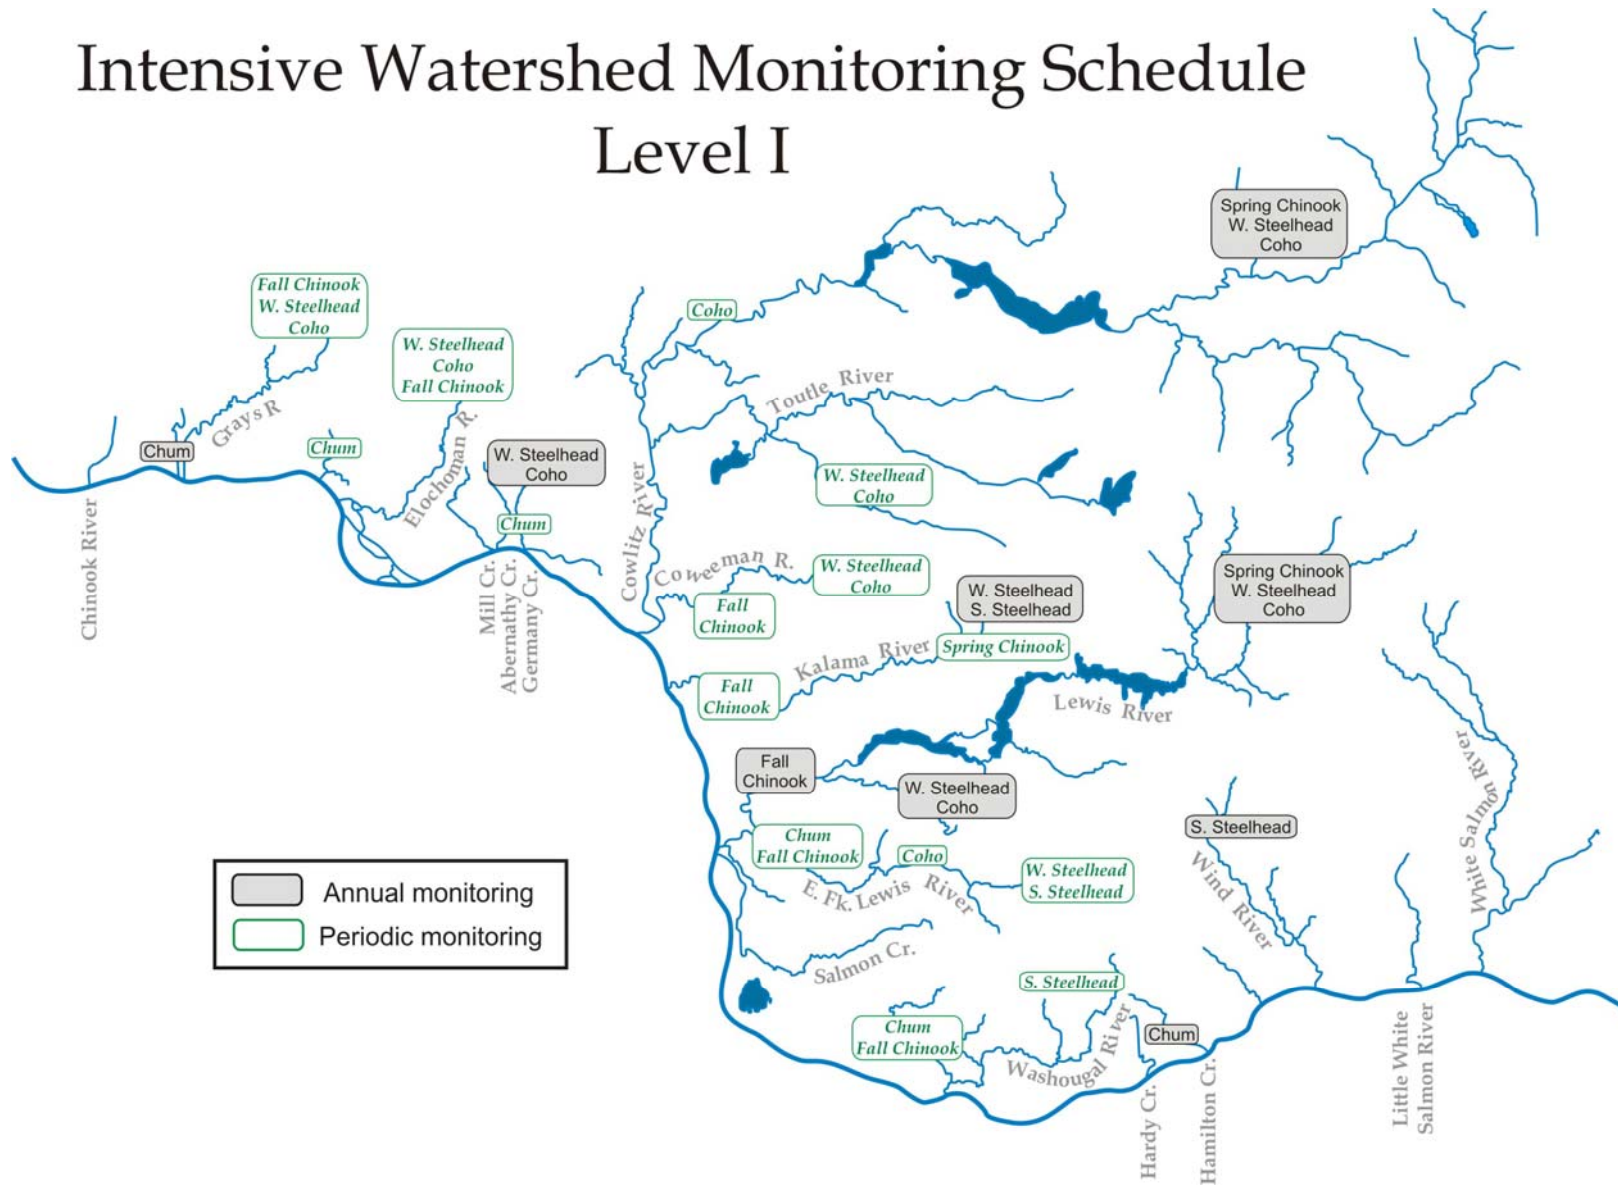 Intensive Watershed Monitoring Schedule
Level I
Spring Chinook
W. Steelhead
Coho
Fall Chinook
W. Steelhead
Coho
Coho
W. Steelhead
Coho
Fall Chinook
Toutle River
Grays R
Chum
Chum
Elochoman R.
W. Steelhead
Coho
Cowlitz River
W. Steelhead
Coho
Chinook River
Chum
Mill Cr.
Abernathy Cr.
Germany Cr.
Coweeman R.
W. Steelhead
Coho
Fall
Chinook
W. Steelhead
S. Steelhead
Spring Chinook
W. Steelhead
Coho
Kalama River
Spring Chinook
Fall
Chinook
Lewis River
Fall
Chinook
W. Steelhead
Coho
White Salmon River
S. Steelhead
Chum
Fall Chinook
Coho
W. Steelhead
S. Steelhead
E. Fk. Lewis River
Wind River
Annual monitoring
Periodic monitoring
Salmon Cr.
S. Steelhead
Chum
Fall Chinook
Washougal River
Chum
Hardy Cr.
Hamilton Cr.
Little White
Salmon River